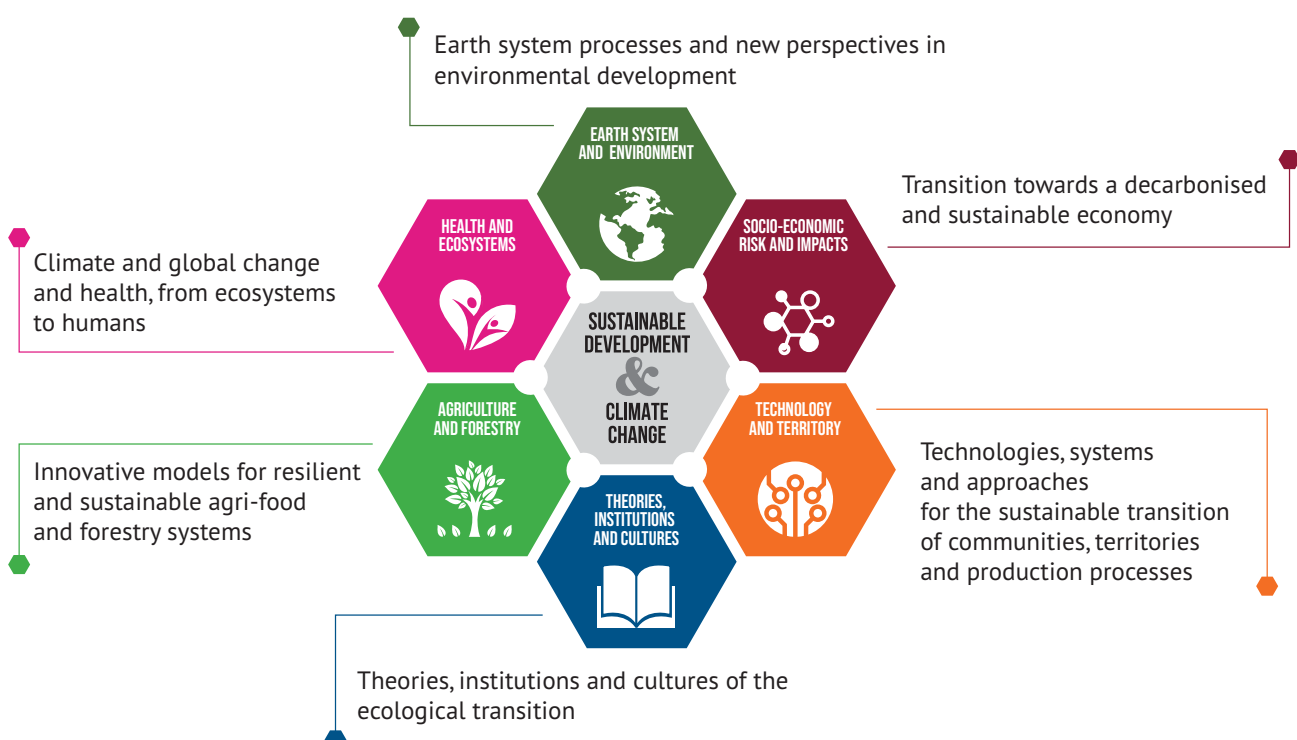 Earth system processes and new perspectives in
environmental development
EARTH SYSTEM
AND ENVIRONMENT
Transition towards a decarbonised
and sustainable economy
SOCIO-ECONOMIC
RISK AND IMPACTS
HEALTH AND
ECOSYSTEMS
Climate and global change
and health, from ecosystems
to humans
SUSTAINABLE
DEVELOPMENT
&
CLIMATE
CHANGE
AGRICULTURE
AND FORESTRY
Innovative models for resilient
and sustainable agri-food
and forestry systems
TECHNOLOGY
AND TERRITORY
Technologies, systems
and approaches
for the sustainable transition
of communities, territories
and production processes
THEORIES,
INSTITUTIONS
AND CULTURES
Theories, institutions and cultures of the
ecological transition